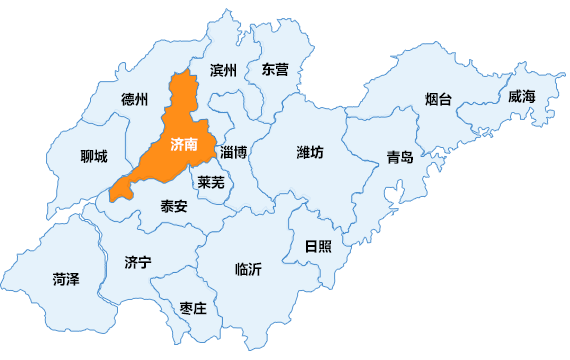 滨州
东营
德州
烟台
威海
济南
聊城
淄博
潍坊
青岛
莱芜
泰安
日照
济宁
临沂
菏泽
枣庄